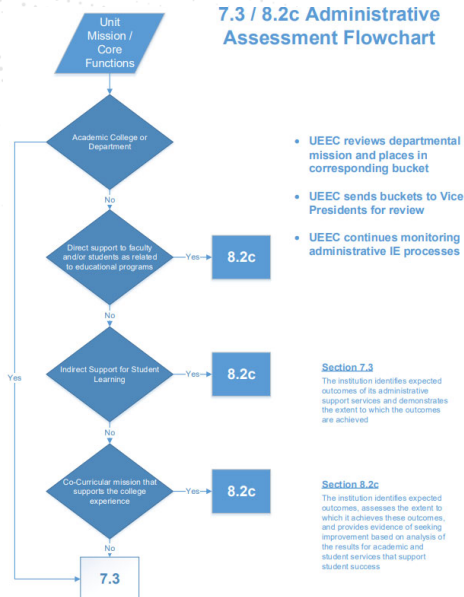 7.3 / 8.2c Administrative
Assessment Flowchart
Unit
Mission /
Core
Functions
Academic College or
Department
No
Direct support to faculty
and/or students as related
to educational programs
Yes
8.2c
No
Indirect Support for Student
Learning
Yes
8.2c
No
Co-Curricular mission that
supports the college
experience
Yes
8.2c
No
7.3
Yes
• UEEC reviews departmental
mission and places in
corresponding bucket
• UEEC sends buckets to Vice
Presidents for review
• UEEC continues monitoring
administrative IE processes
Section 7.3
The institution identifies expected
outcomes of its administrative
support services and demonstrates
the extent to which the outcomes
are achieved
Section 8.2c
The institution identifies expected
outcomes, assesses the extent to
which it achieves these outcomes,
and provides evidence of seeking
improvement based on analysis of
the results for academic and
student services that support
student success